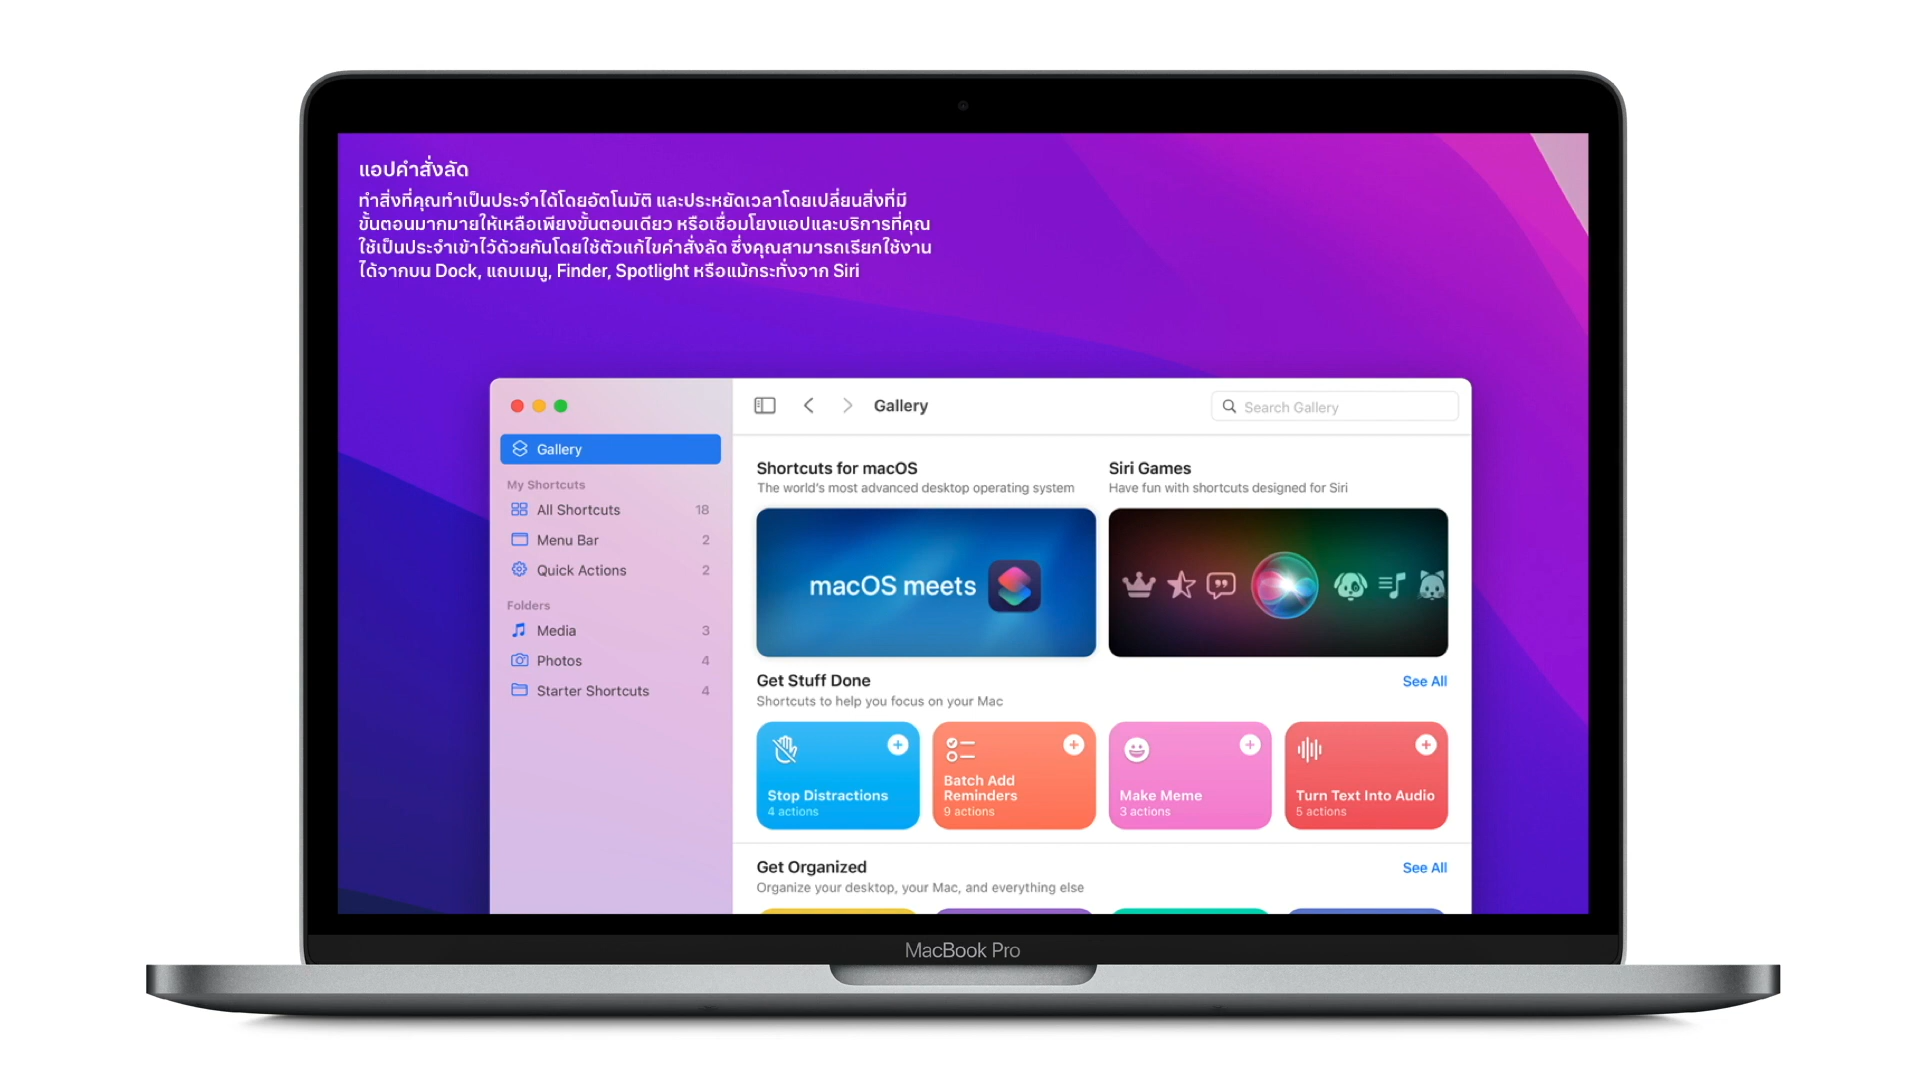 แอปคำสั่งลัด
ทำสิ่งที่คุณทำเป็นประจำได้โดยอัตโนมัติ และประหยัดเวลาโดยเปลี่ยนสิ่งที่มี
ขั้นตอนมากมายให้เหลือเพียงขั้นตอนเดียว หรือเชื่อมโยงแอปและบริการที่คุณ
ใช้เป็นประจำเข้าไว้ด้วยกันโดยใช้ตัวแก้ไขคำสั่งลัด ซึ่งคุณสามารถเรียกใช้งาน
ได้จากบน Dock, แถบเมนู, Finder, Spotlight หรือแม้กระทั่งจาก Siri
Gallery
Search Gallery
Gallery
My Shortcuts
All Shortcuts 18
Menu Bar 2
Quick Actions 2
Folders
Media 3
Photos 4
Starter Shortcuts 4
Shortcuts for macOS
The world's most advanced desktop operating system
macOS meets
Siri Games
Have fun with shortcuts designed for Siri
Get Stuff Done
See All
Shortcuts to help you focus on your Mac
Stop Distractions
4 actions
Batch Add
Reminders
9 actions
Make Meme
3 actions
Turn Text Into Audio
5 actions
Get Organized
See All
Organize your desktop, your Mac, and everything else
MacBook Pro